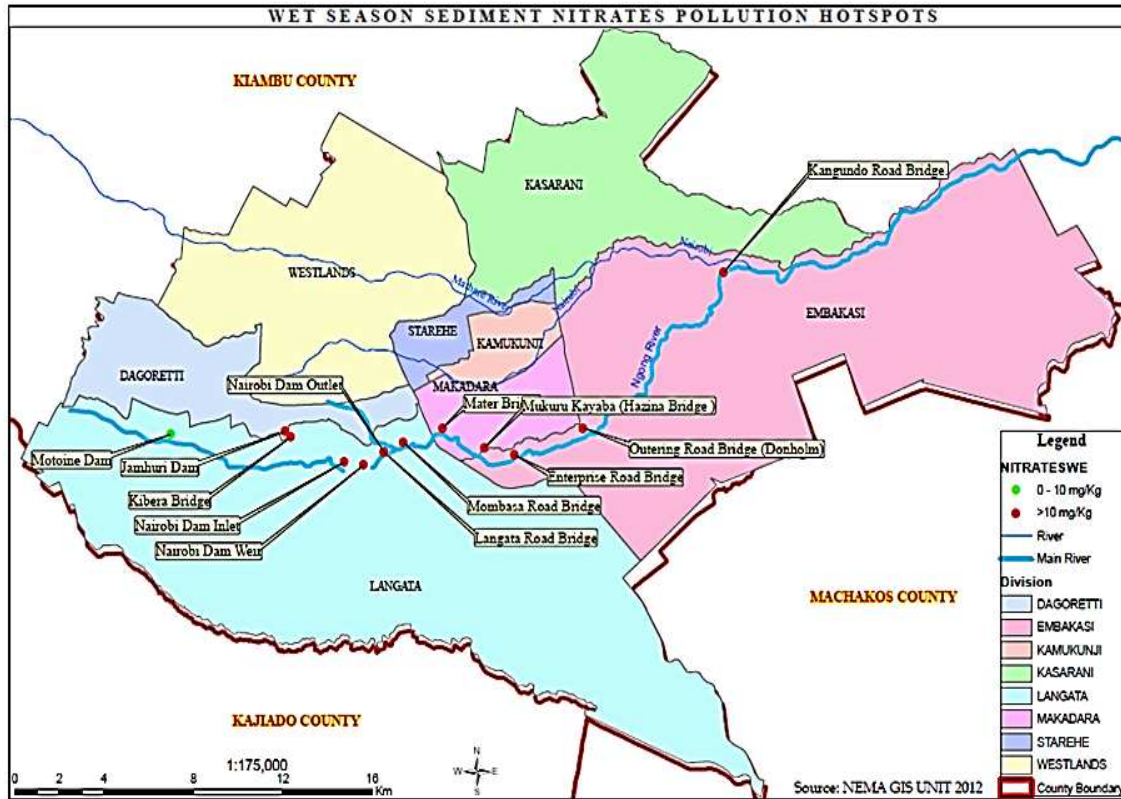 WET SEASON SEDIMENT NITRATES POLLUTION HOTSPOTS
KIAMBU COUNTY
Kangundo Road Bridge
KASARANI
Nairobi
WESTLANDS
Mathare River
Nairobi
EMBAKASI
STAREHE
KAMUKUNJI
Ngong River
DAGORETTI
Nairobi Dam Outlet
MAKADARA
Mater Bri
Mukuru Kayaba (Hazina Bridge )
Outering Road Bridge (Donholm)
Motoine Dam
Jamhuri Dam
Enterprise Road Bridge
Kibera Bridge
Mombasa Road Bridge
Nairobi Dam Inlet
Langata Road Bridge
Nairobi Dam Weir
LANGATA
MACHAKOS COUNTY
KAJIADO COUNTY
Legend
NITRATESWE
0 - 10 mg/Kg
>10 mg/Kg
River
Main River
Division
DAGORETTI
EMBAKASI
KAMUKUNJI
KASARANI
LANGATA
MAKADARA
STAREHE
WESTLANDS
County Boundary
1:175,000
0 2 4 8 12 16
Km
N
W E
S
Source: NEMA GIS UNIT 2012